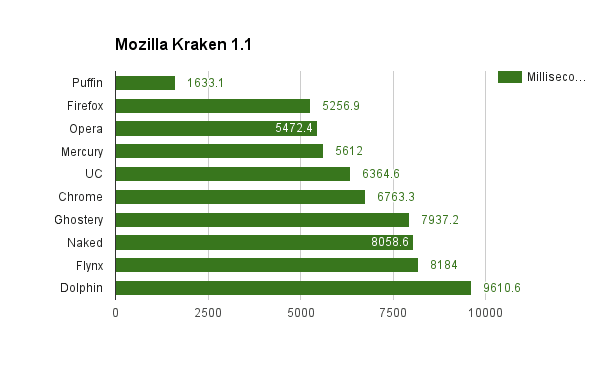 Mozilla Kraken 1.1
Milliseco...
Puffin 1633.1
Firefox 5256.9
Opera 5472.4
Mercury 5612
UC 6364.6
Chrome 6763.3
Ghostery 7937.2
Naked 8058.6
Flynx 8184
Dolphin 9610.6
0 2500 5000 7500 10000